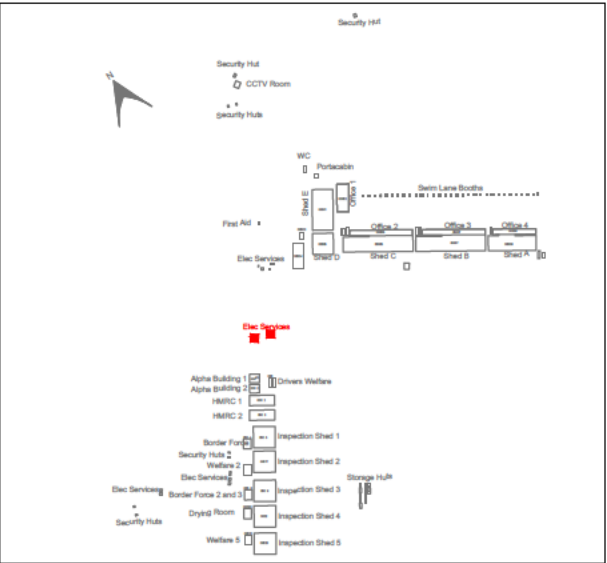 Security Hut
N
Security Hut
CCTV Room
Security Huts
WC
Portacabin
Swim Lane Booths
Shed E
Office 1
First Aid
Office 2
Office 3
Office 4
Elec Services
Shed D
Shed C
Shed B
Shed A
Elec Services
Alpha Building 1
Alpha Building 2
Drivers Welfare
HMRC 1
HMRC 2
Inspection Shed 1
Border Force
Security Huts
Welfare 2
Inspection Shed 2
Elec Services
Storage Huts
Elec Services
Border Force 2 and 3
Inspection Shed 3
Security Huts
Drying Room
Inspection Shed 4
Welfare 5
Inspection Shed 5